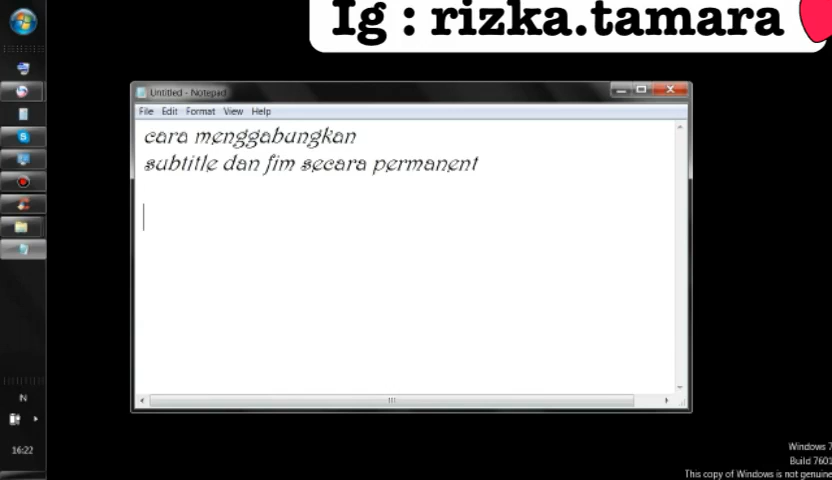 Ig : rizka.tamara
Untitled - Notepad
File Edit Format View Help
cara menggabungkan
subtitle dan fim secara permanent
IN
16:22
Windows 7
Build 7601
This copy of Windows is not genuine